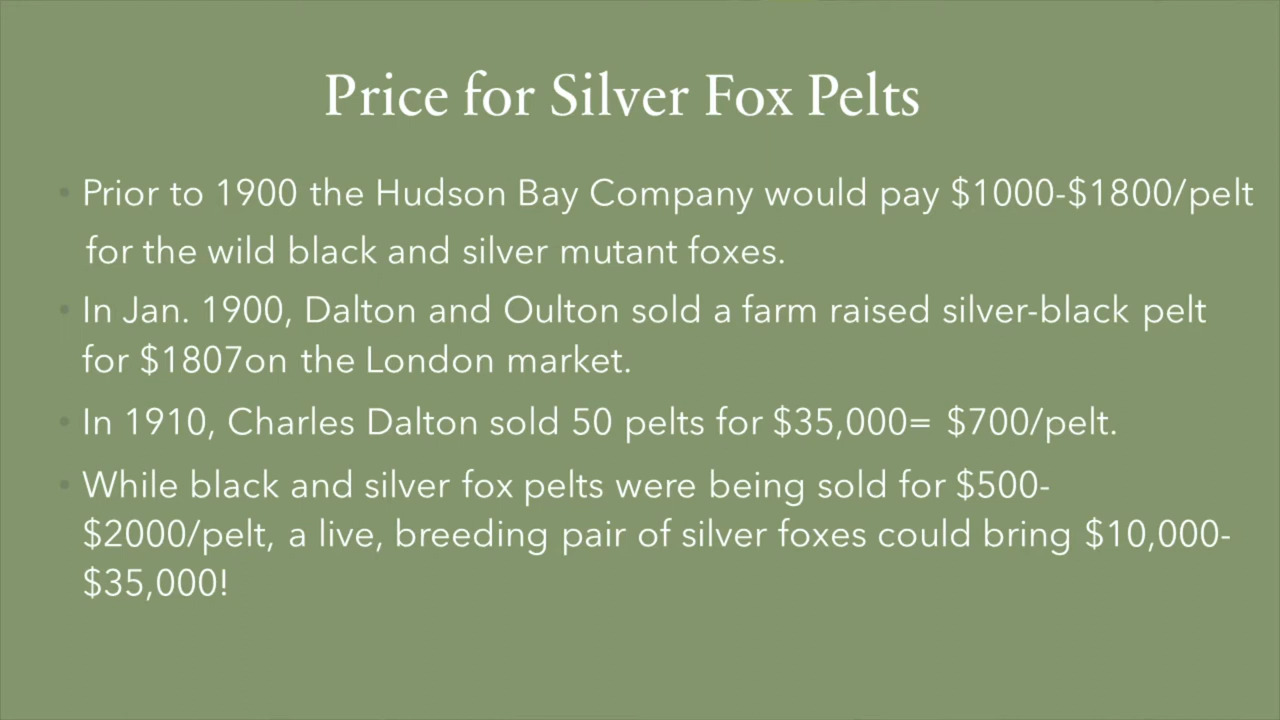 Price for Silver Fox Pelts
• Prior to 1900 the Hudson Bay Company would pay $1000-$1800/pelt
for the wild black and silver mutant foxes.
• In Jan. 1900, Dalton and Oulton sold a farm raised silver-black pelt
for $1807on the London market.
• In 1910, Charles Dalton sold 50 pelts for $35,000= $700/pelt.
• While black and silver fox pelts were being sold for $500-
$2000/pelt, a live, breeding pair of silver foxes could bring $10,000-
$35,000!